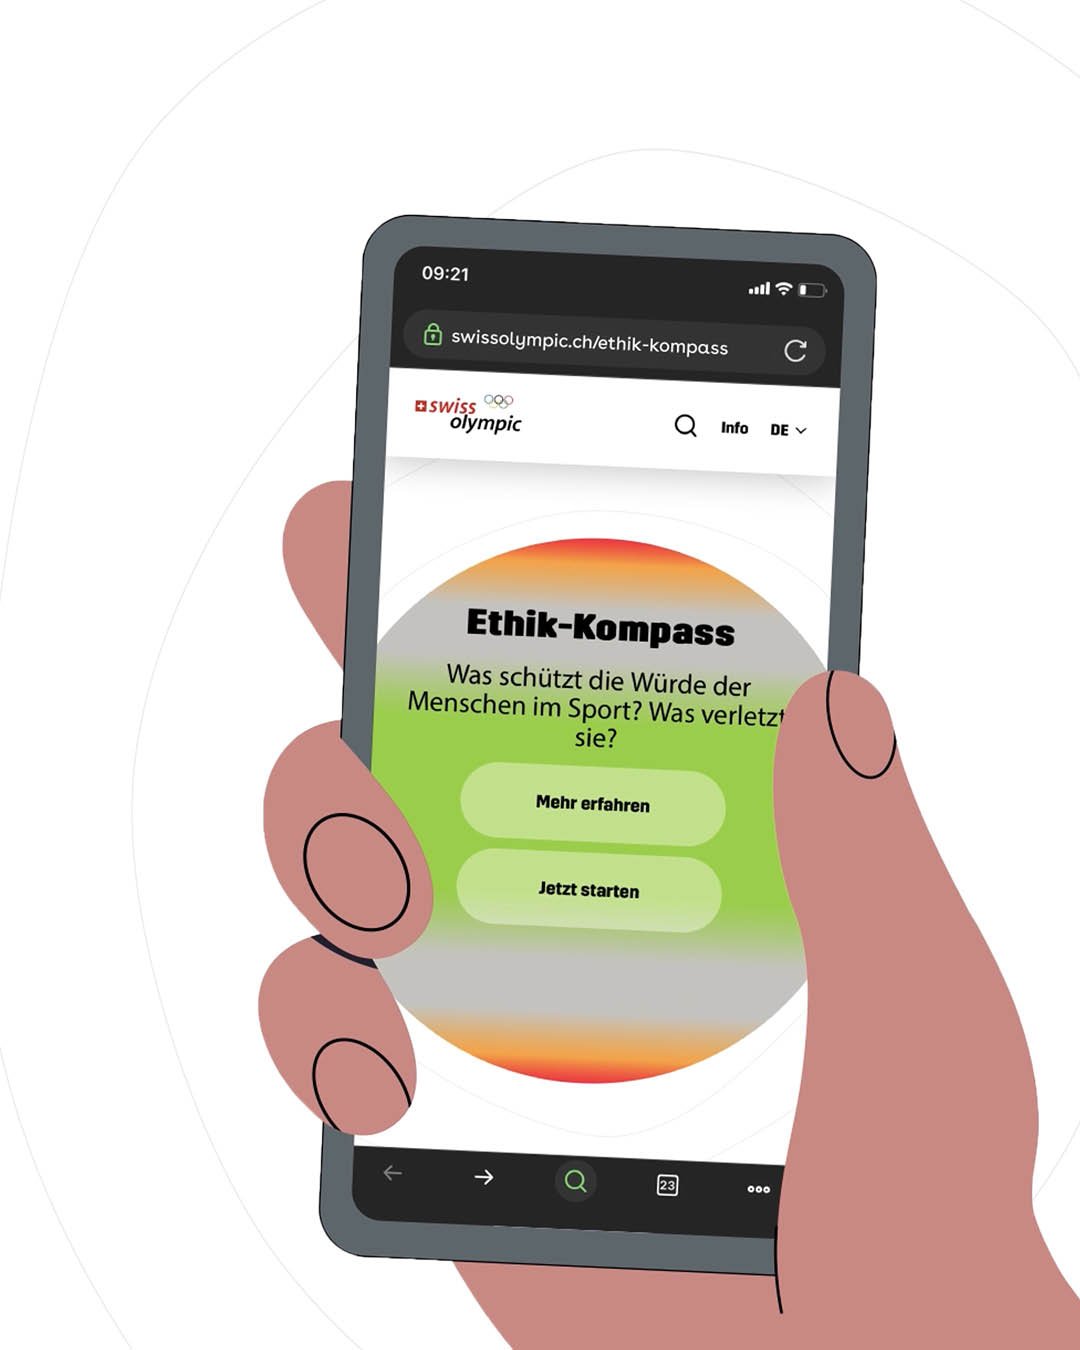 09:21
swissolympic.ch/ethik-kompass
swiss
olympic
Info DE
Ethik-Kompass
Was schützt die Würde der
Menschen im Sport? Was verletzt
sie?
Mehr erfahren
Jetzt starten
23